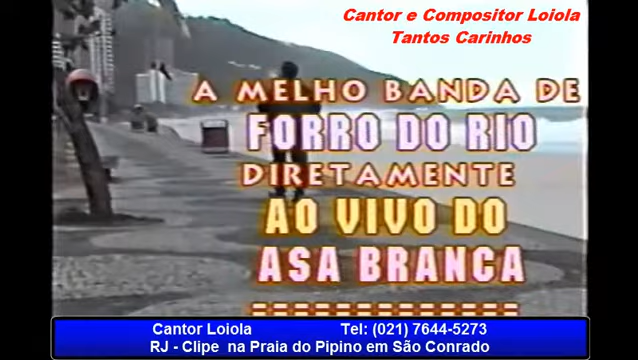 Cantor e Compositor Loiola
Tantos Carinhos
A MELHO BANDA DE
FORRO DO RIO
DIRETAMENTE
AO VIVO DO
ASA BRANCA
Cantor Loiola Tel: (021) 7644-5273
RJ - Clipe na Praia do Pipino em São Conrado